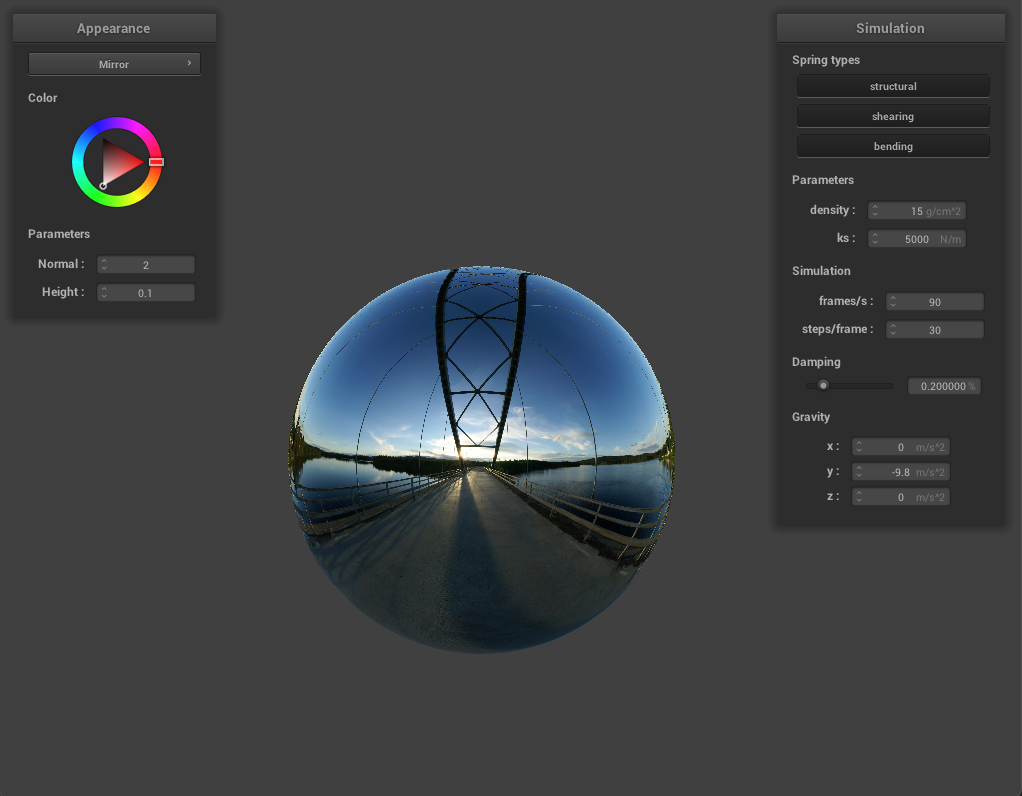 Appearance
Mirror
Color
Parameters
Normal : 2
Height : 0.1
Simulation
Spring types
structural
shearing
bending
Parameters
density : 15 g/cm^2
ks : 5000 N/m
Simulation
frames/s : 90
steps/frame : 30
Damping
0.200000 %
Gravity
x : 0 m/s^2
y : -9.8 m/s^2
z : 0 m/s^2